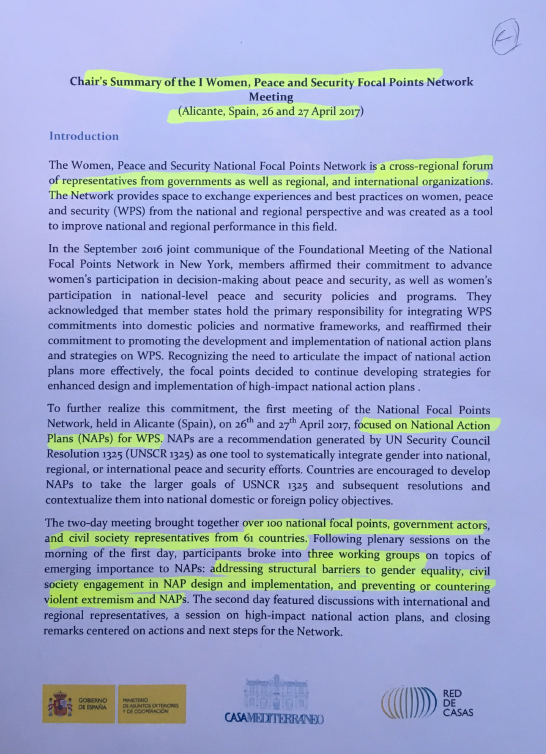 Chair's Summary of the I Women, Peace and Security Focal Points Network
Meeting
(Alicante, Spain, 26 and 27 April 2017)
Introduction
The Women, Peace and Security National Focal Points Network is a cross-regional forum
of representatives from governments as well as regional, and international organizations.
The Network provides space to exchange experiences and best practices on women, peace
and security (WPS) from the national and regional perspective and was created as a tool
to improve national and regional performance in this field.
In the September 2016 joint communique of the Foundational Meeting of the National
Focal Points Network in New York, members affirmed their commitment to advance
women's participation in decision-making about peace and security, as well as women's
participation in national-level peace and security policies and programs. They
acknowledged that member states hold the primary responsibility for integrating WPS
commitments into domestic policies and normative frameworks, and reaffirmed their
commitment to promoting the development and implementation of national action plans
and strategies on WPS. Recognizing the need to articulate the impact of national action
plans more effectively, the focal points decided to continue developing strategies for
enhanced design and implementation of high-impact national action plans .
To further realize this commitment, the first meeting of the National Focal Points
Network, held in Alicante (Spain), on 26th and 27th April 2017, focused on National Action
Plans (NAPs) for WPS. NAPs are a recommendation generated by UN Security Council
Resolution 1325 (UNSCR 1325) as one tool to systematically integrate gender into national,
regional, or international peace and security efforts. Countries are encouraged to develop
NAPs to take the larger goals of USNCR 1325 and subsequent resolutions and
contextualize them into national domestic or foreign policy objectives.
The two-day meeting brought together over 100 national focal points, government actors,
and civil society representatives from 61 countries. Following plenary sessions on the
morning of the first day, participants broke into three working groups on topics of
emerging importance to NAPs: addressing structural barriers to gender equality, civil
society engagement in NAP design and implementation, and preventing or countering
violent extremism and NAPs. The second day featured discussions with international and
regional representatives, a session on high-impact national action plans, and closing
remarks centered on actions and next steps for the Network.
GOBIERNO
DE ESPAÑA
MINISTERIO
DE ASUNTOS EXTERIORES
Y DE COOPERACIÓN
CASAMEDITERRÁNEO
RED
DE
CASAS